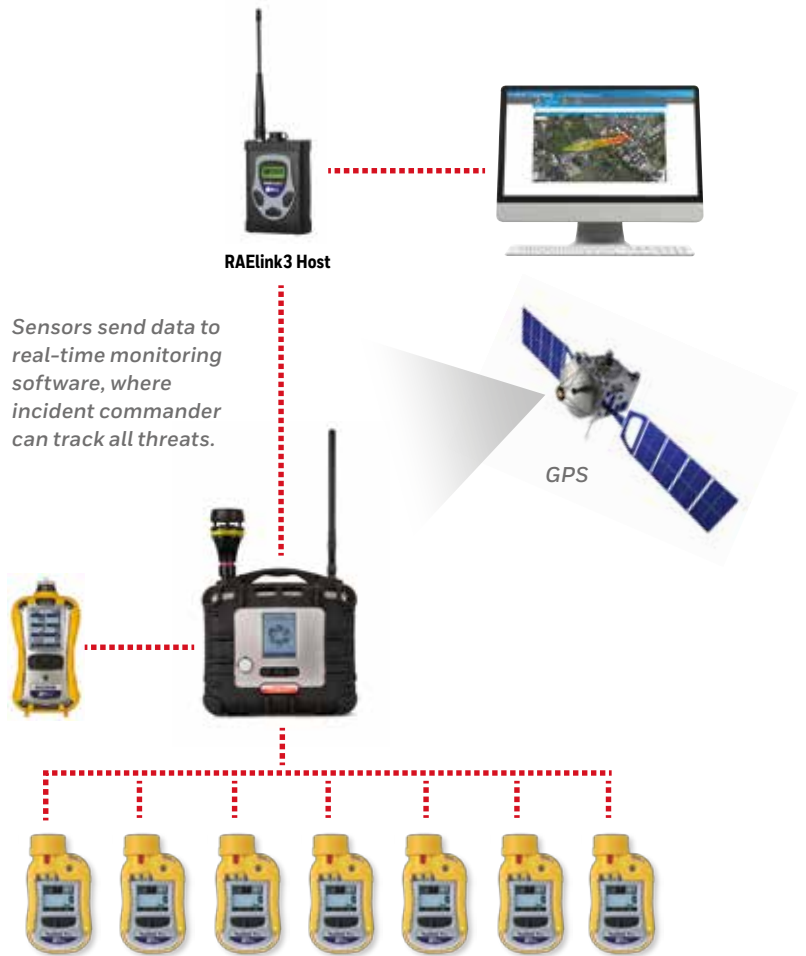 RAElink3 Host
Sensors send data to
real-time monitoring
software, where
incident commander
can track all threats.
GPS